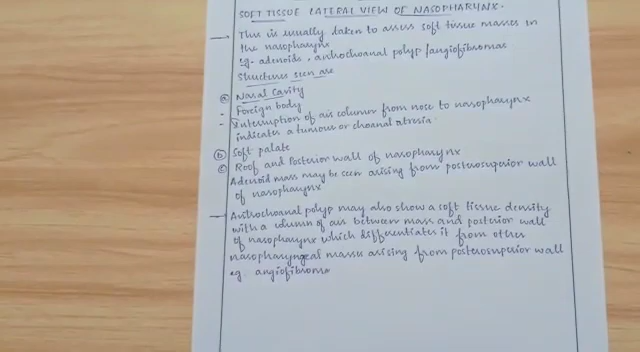 SOFT TISSUE LATERAL VIEW OF NASOPHARYNX.
This is usually taken to assess soft tissue masses in
the nasopharynx
eg- adenoids, antrochoanal polyp / angiofibromas
Structures seen are
(a) Nasal Cavity
- Foreign body
- Interruption of air column from nose to nasopharynx
indicates a tumour or choanal atresia.
(b) Soft palate
(c) Roof and Posterior wall of nasopharynx
Adenoid mass may be seen arising from posterosuperior wall
of nasopharynx
Antrochoanal polyp may also show a soft tissue density
with a column of air between mass and posterior wall
of nasopharynx which differentiates it from other
nasopharyngeal masses arising from posterosuperior wall
eg angiofibroma